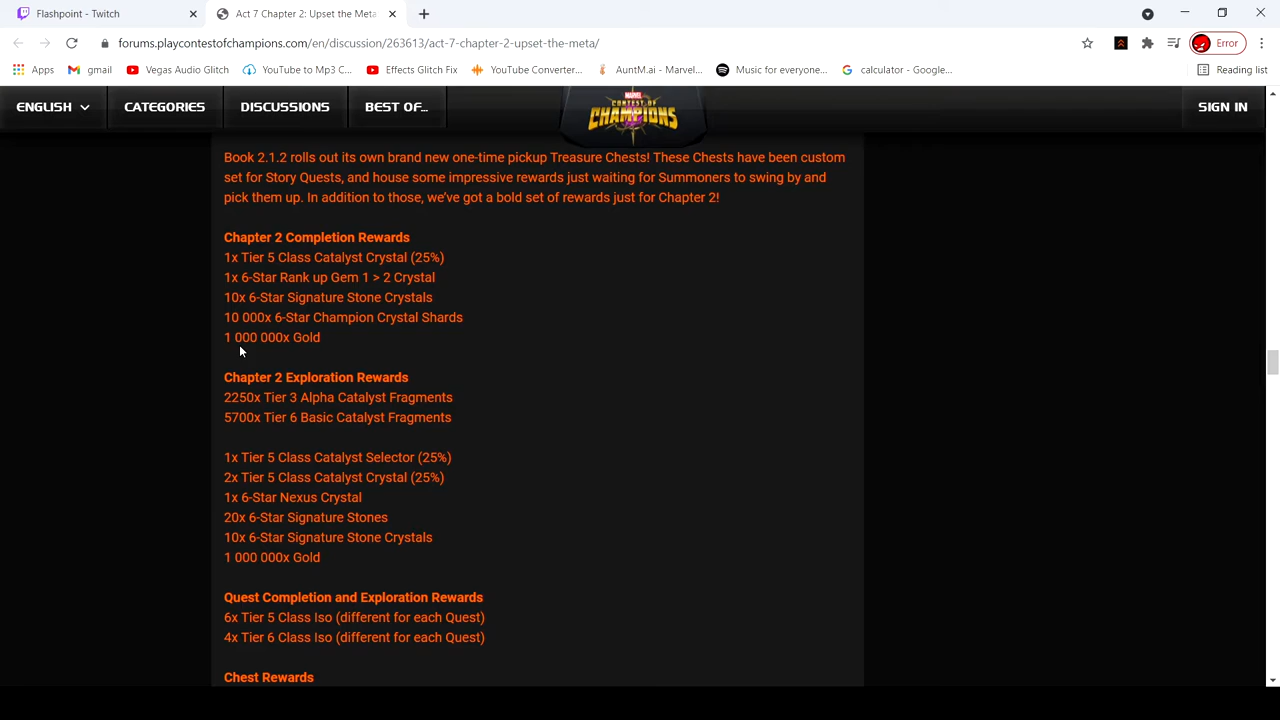 Flashpoint - Twitch
Act 7 Chapter 2: Upset the Meta
forums.playcontestofchampions.com/en/discussion/263613/act-7-chapter-2-upset-the-meta/
Error
Apps gmail Vegas Audio Glitch YouTube to Mp3 C... Effects Glitch Fix YouTube Converter... AuntM.ai - Marvel... Music for everyone... calculator - Google... Reading list
ENGLISH CATEGORIES DISCUSSIONS BEST OF... MARVEL CONTEST OF CHAMPIONS SIGN IN
Book 2.1.2 rolls out its own brand new one-time pickup Treasure Chests! These Chests have been custom
set for Story Quests, and house some impressive rewards just waiting for Summoners to swing by and
pick them up. In addition to those, we've got a bold set of rewards just for Chapter 2!
Chapter 2 Completion Rewards
1x Tier 5 Class Catalyst Crystal (25%)
1x 6-Star Rank up Gem 1 > 2 Crystal
10x 6-Star Signature Stone Crystals
10 000x 6-Star Champion Crystal Shards
1 000 000x Gold
Chapter 2 Exploration Rewards
2250x Tier 3 Alpha Catalyst Fragments
5700x Tier 6 Basic Catalyst Fragments
1x Tier 5 Class Catalyst Selector (25%)
2x Tier 5 Class Catalyst Crystal (25%)
1x 6-Star Nexus Crystal
20x 6-Star Signature Stones
10x 6-Star Signature Stone Crystals
1 000 000x Gold
Quest Completion and Exploration Rewards
6x Tier 5 Class Iso (different for each Quest)
4x Tier 6 Class Iso (different for each Quest)
Chest Rewards